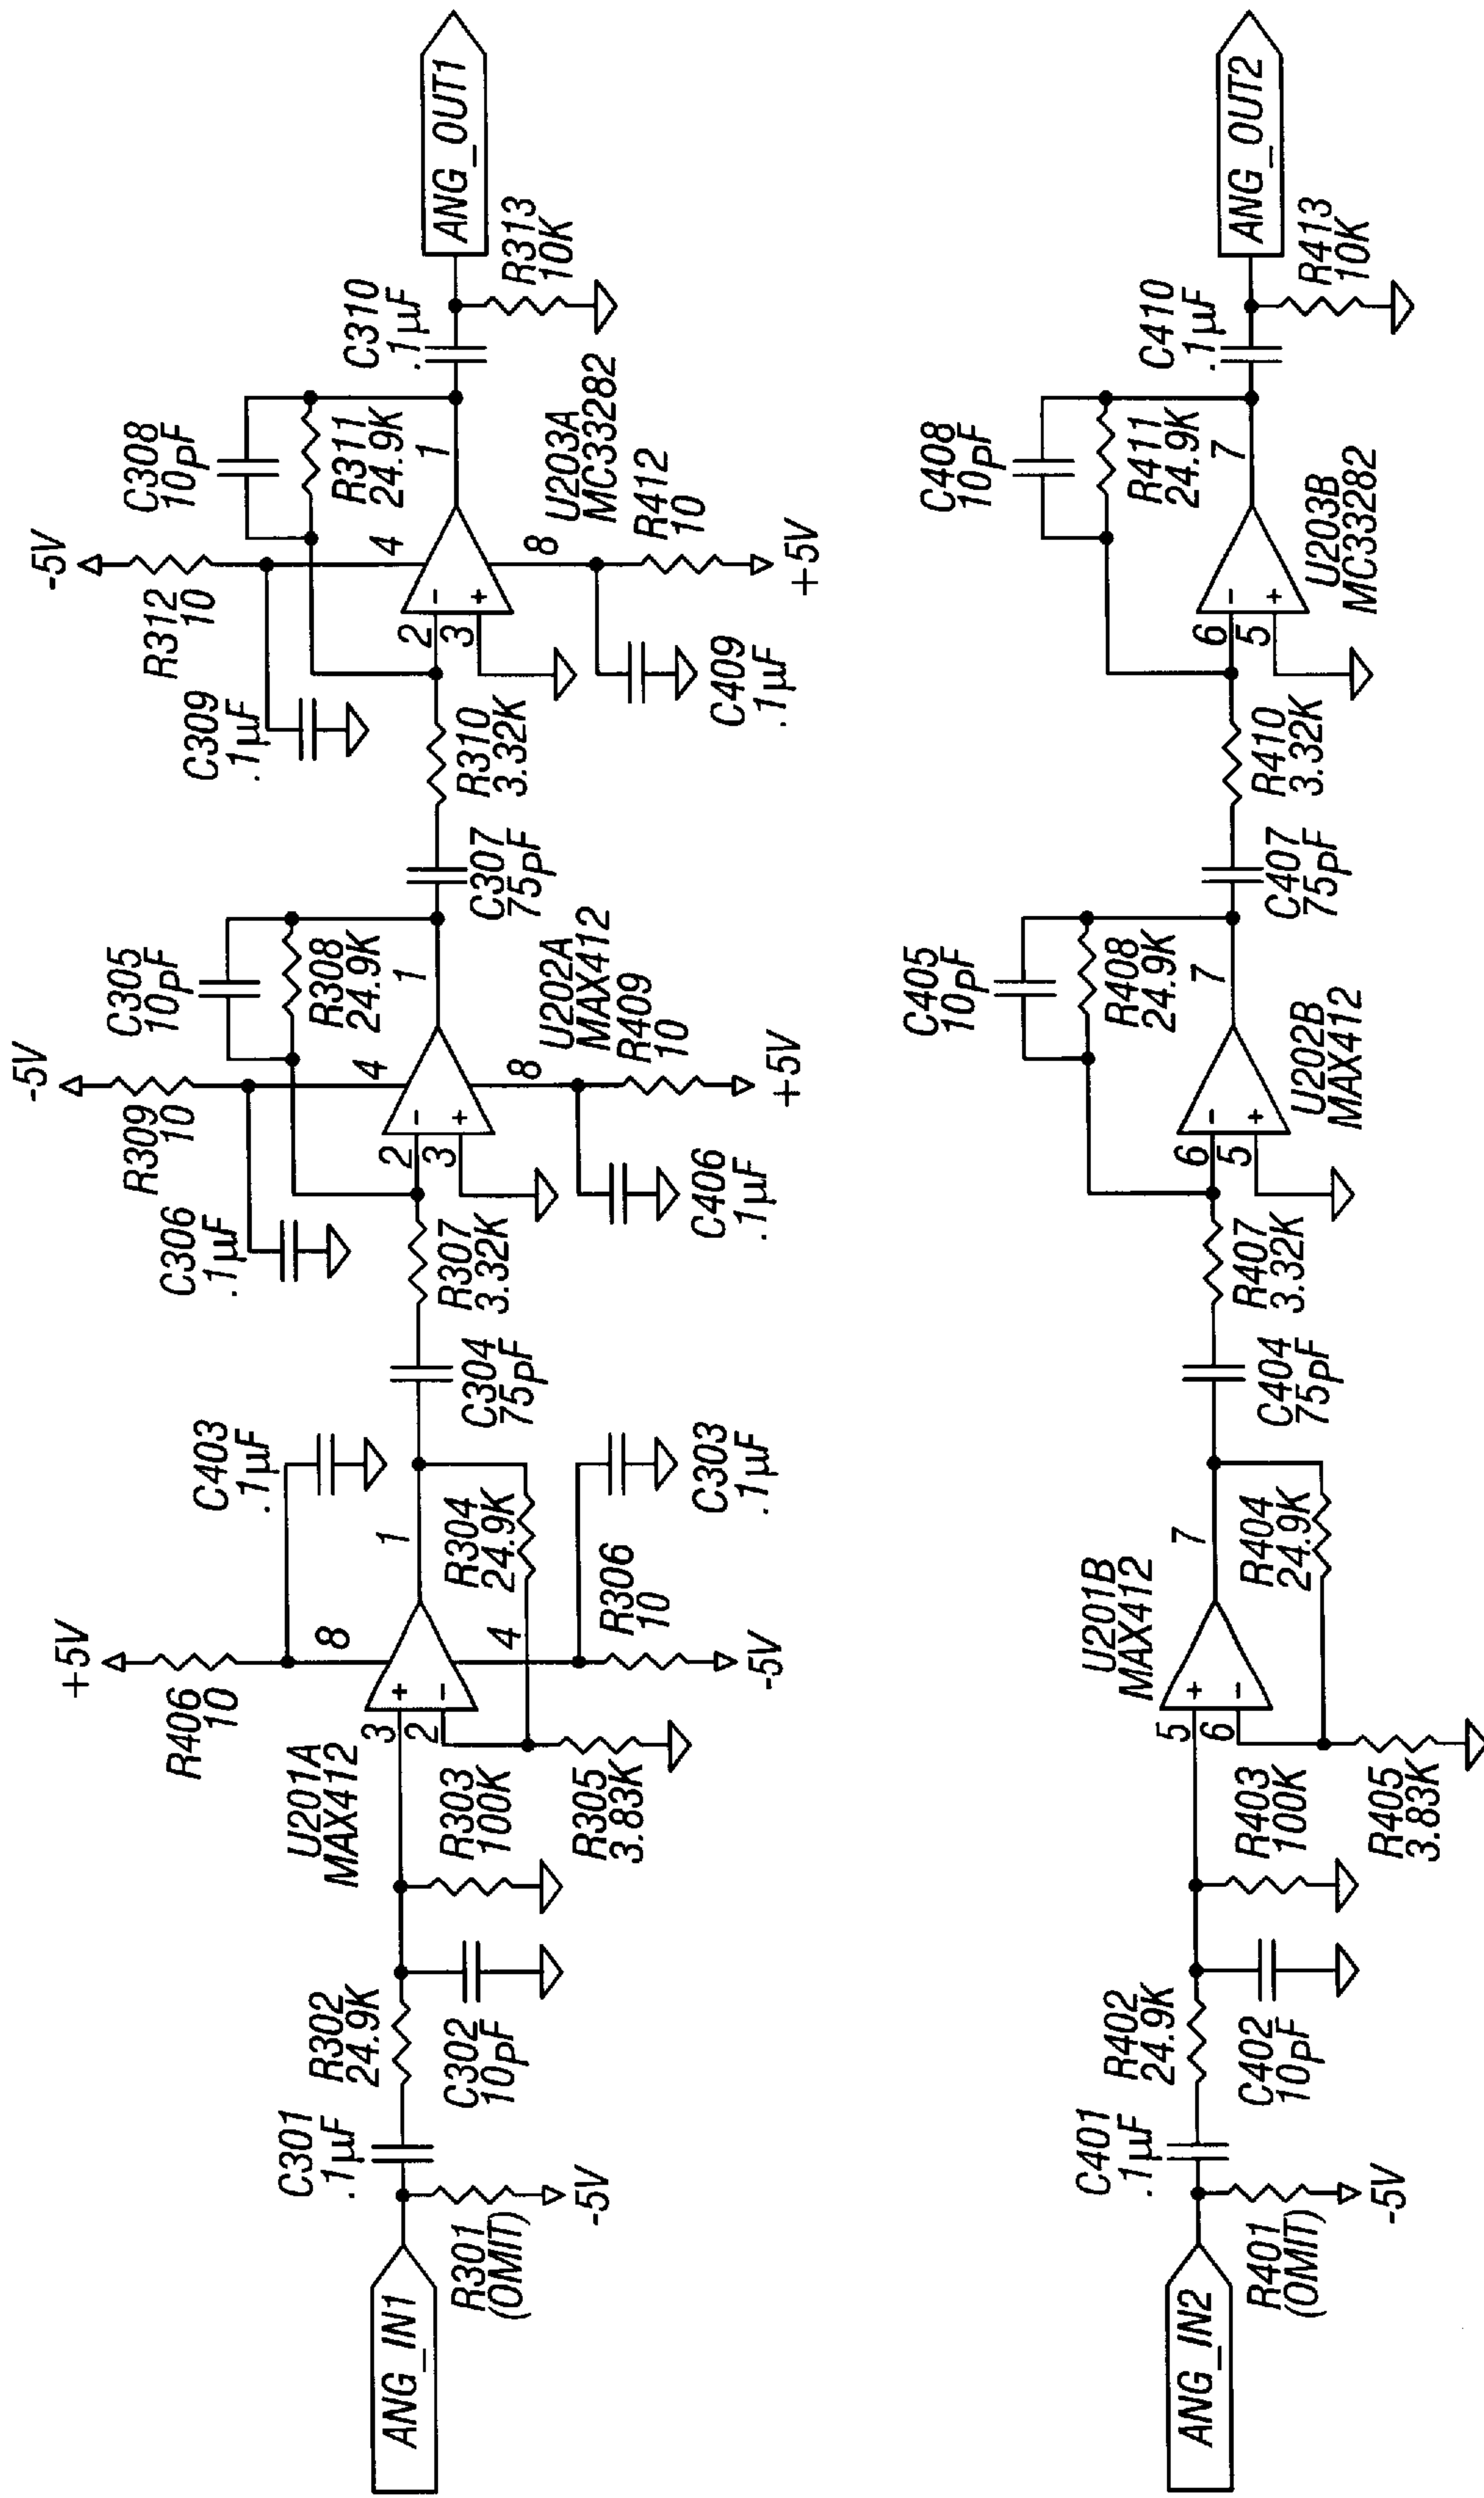 ANG_IN1
R301
(OMIT)
-5V
C301
.1µF
R302
24.9K
C302
10pF
R303
100K
U201A
MAX412
3
2
+
-
8
4
1
+5V
R406
10
C403
.1µF
R304
24.9K
R305
3.83K
R306
10
-5V
C303
.1µF
C304
75pF
R307
3.32K
C306
.1µF
R309
10
-5V
C305
10pF
R308
24.9K
2
3
-
+
4
8
1
U202A
MAX412
R409
10
+5V
C406
.1µF
C307
75pF
R310
3.32K
C309
.1µF
R312
10
-5V
C308
10pF
R311
24.9K
2
3
-
+
4
8
1
U203A
MC33282
R412
10
+5V
C409
.1µF
C310
.1µF
R313
10K
ANG_OUT1
ANG_IN2
R401
(OMIT)
-5V
C401
.1µF
R402
24.9K
C402
10pF
R403
100K
5
6
+
-
7
U201B
MAX412
R404
24.9K
R405
3.83K
C404
75pF
R407
3.32K
C405
10pF
R408
24.9K
6
5
-
+
7
U202B
MAX412
C407
75pF
R410
3.32K
C408
10pF
R411
24.9K
6
5
-
+
7
U203B
MC33282
C410
.1µF
R413
10K
ANG_OUT2